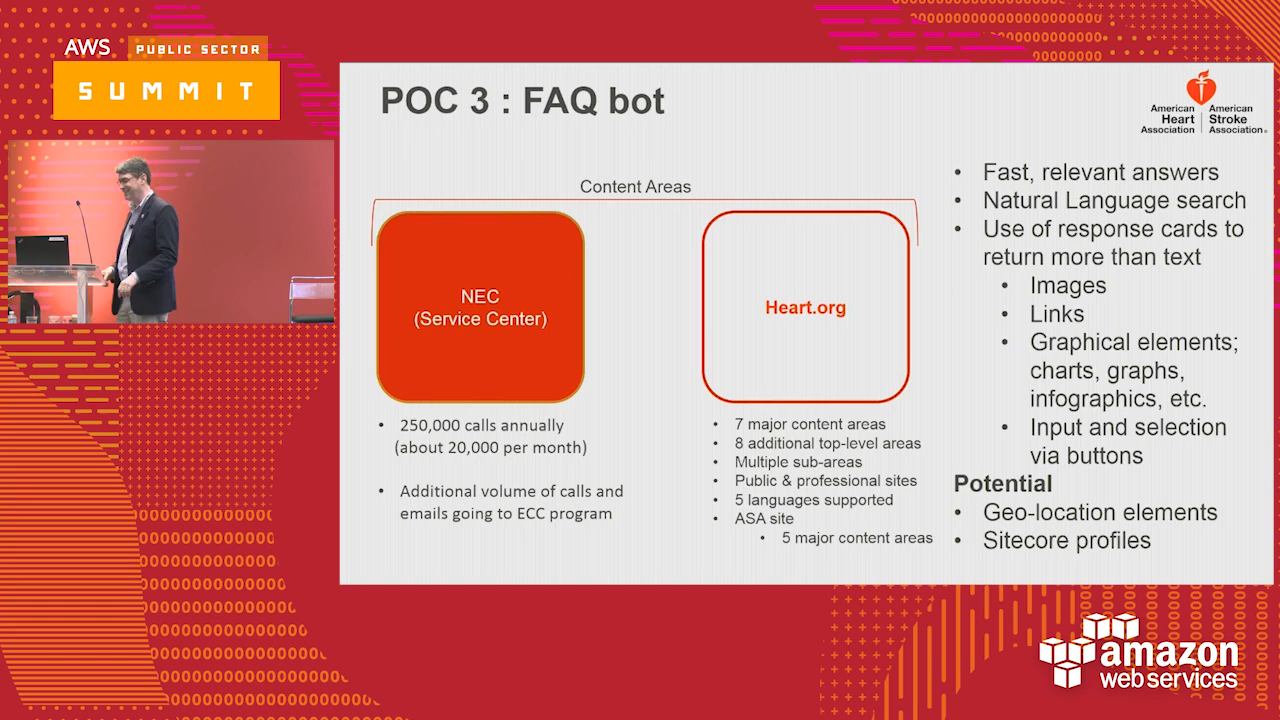 AWS PUBLIC SECTOR
SUMMIT
POC 3 : FAQ bot
American Heart Association
American Stroke Association®
Content Areas
NEC
(Service Center)
Heart.org
• 250,000 calls annually
(about 20,000 per month)
• Additional volume of calls and
emails going to ECC program
• 7 major content areas
• 8 additional top-level areas
• Multiple sub-areas
• Public & professional sites
• 5 languages supported
• ASA site
• 5 major content areas
• Fast, relevant answers
• Natural Language search
• Use of response cards to
return more than text
• Images
• Links
• Graphical elements;
charts, graphs,
infographics, etc.
• Input and selection
via buttons
Potential
• Geo-location elements
• Sitecore profiles
amazon
web services